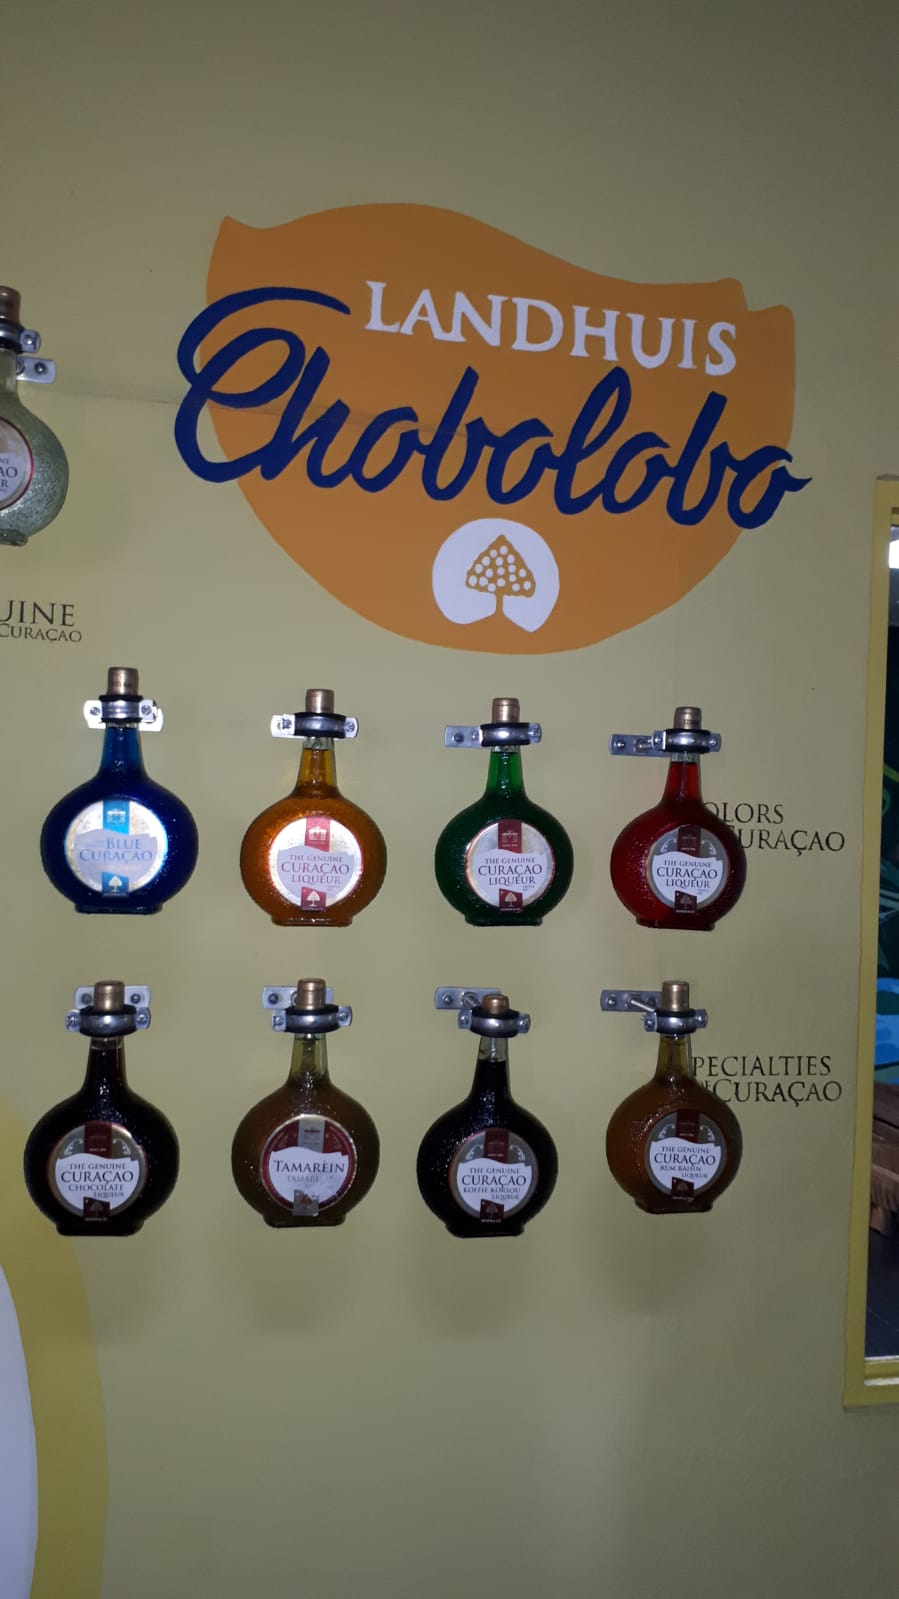 LANDHUIS
Chobolobo
UINE
CURAÇAO
BLUE
CURAÇAO
THE GENUINE
CURAÇAO
LIQUEUR
THE GENUINE
CURAÇAO
LIQUEUR
THE GENUINE
CURAÇAO
LIQUEUR
OLORS
CURAÇAO
THE GENUINE
CURAÇAO
CHOCOLATE
LIQUEUR
TAMAREIN
THE GENUINE
CURAÇAO
KOFFIE KORSOU
LIQUEUR
THE GENUINE
CURAÇAO
RUM RAISIN
LIQUEUR
PECIALTIES
CURAÇAO